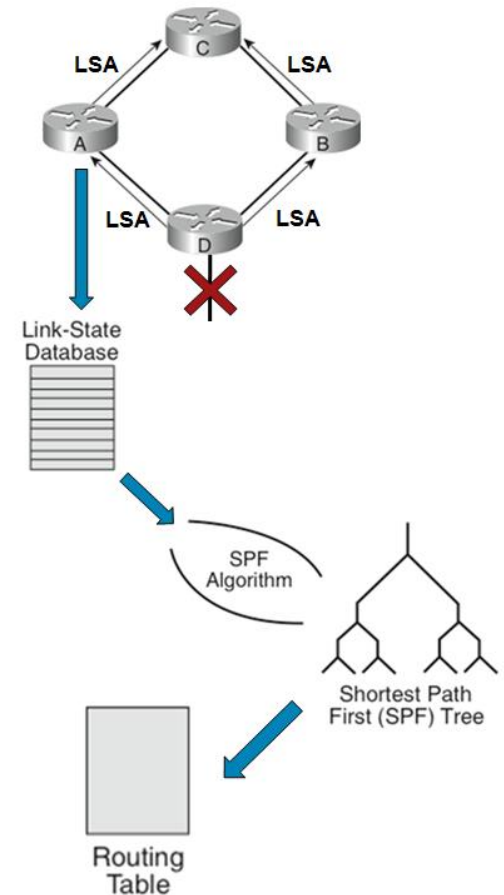 C
LSA
LSA
A
B
LSA
LSA
D
Link-State
Database
SPF
Algorithm
Shortest Path
First (SPF) Tree
Routing
Table